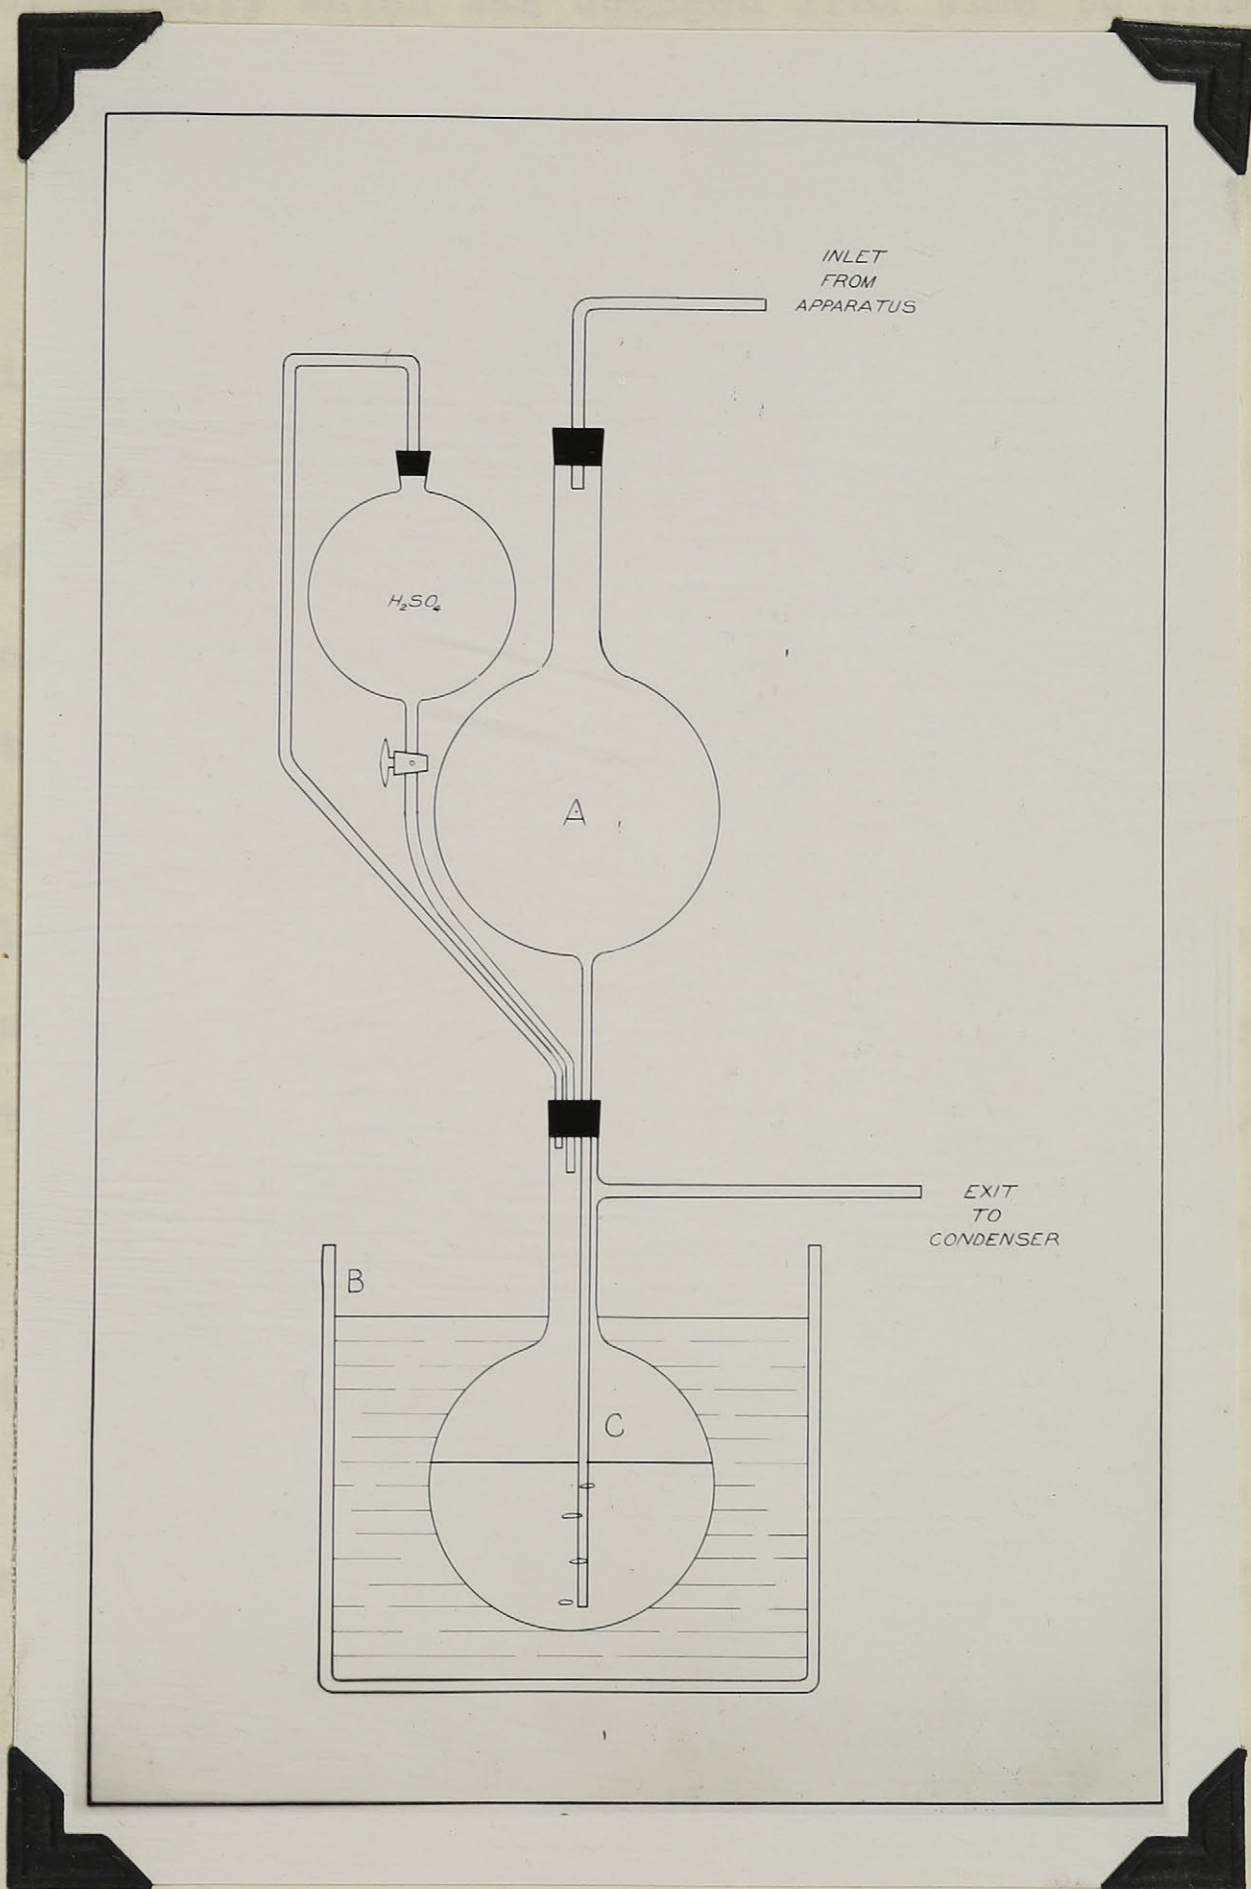 INLET
FROM
APPARATUS
H₂SO₄
A
EXIT
TO
CONDENSER
B
C